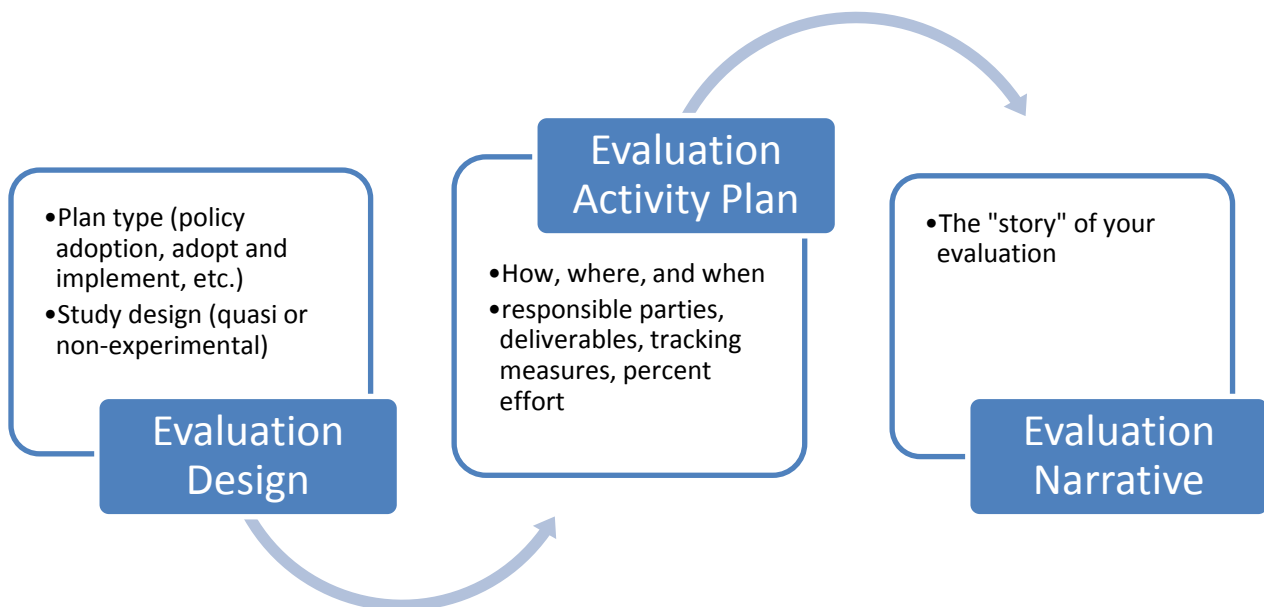 •Plan type (policy
adoption, adopt and
implement, etc.)
•Study design (quasi or
non-experimental)
Evaluation
Design
Evaluation
Activity Plan
•How, where, and when
•responsible parties,
deliverables, tracking
measures, percent
effort
•The "story" of your
evaluation
Evaluation
Narrative